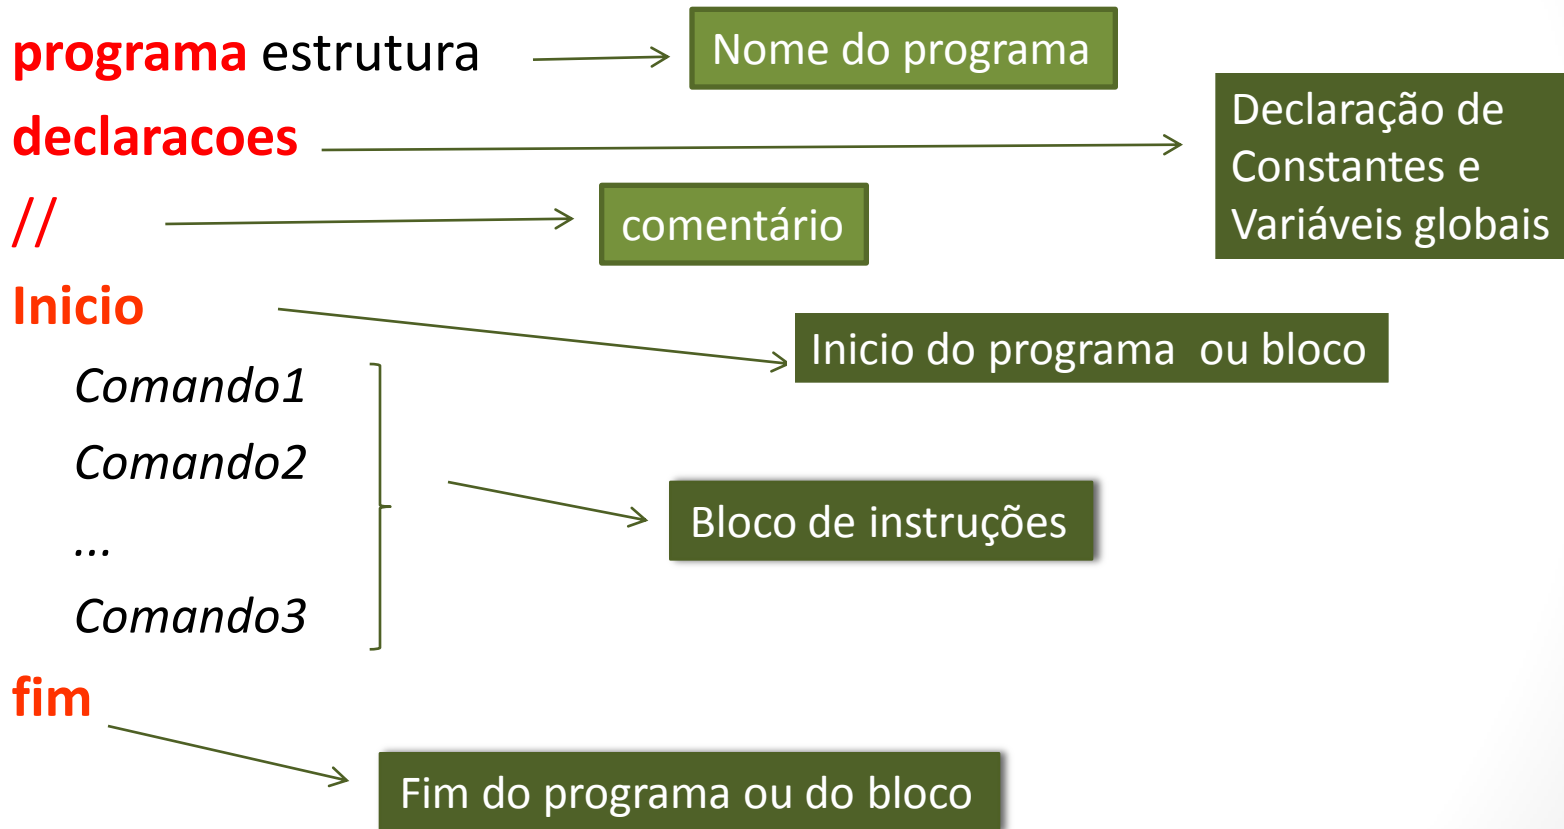 programa estrutura
Nome do programa
declaracoes
Declaração de
Constantes e
Variáveis globais
//
comentário
Inicio
Inicio do programa ou bloco
Comando1
Comando2
...
Bloco de instruções
Comando3
fim
Fim do programa ou do bloco